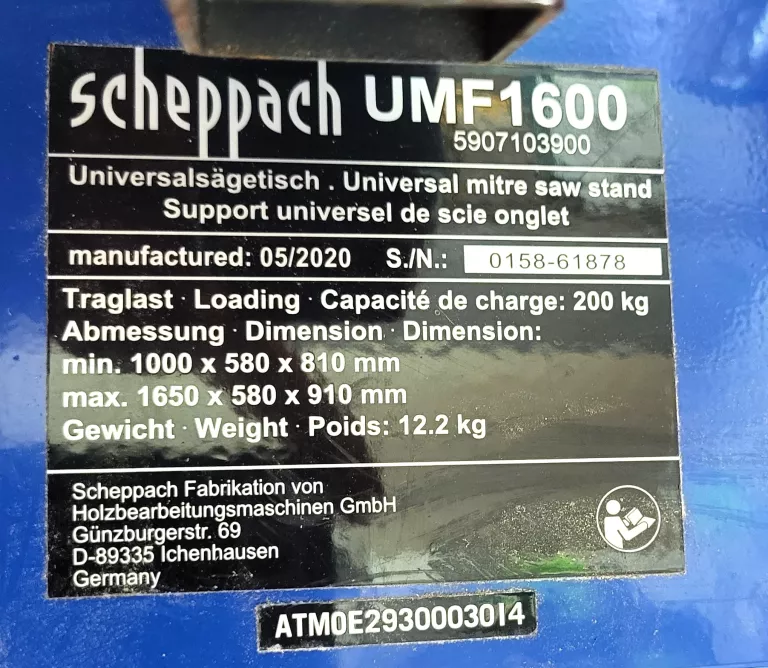 scheppach UMF1600
5907103900
Universalsägetisch . Universal mitre saw stand
Support universel de scie onglet
manufactured: 05/2020 S./N.: 0158-61878
Traglast · Loading · Capacité de charge: 200 kg
Abmessung · Dimension · Dimension:
min. 1000 x 580 x 810 mm
max. 1650 x 580 x 910 mm
Gewicht · Weight · Poids: 12.2 kg
Scheppach Fabrikation von
Holzbearbeitungsmaschinen GmbH
Günzburgerstr. 69
D-89335 Ichenhausen
Germany
ATM0E29300030I4